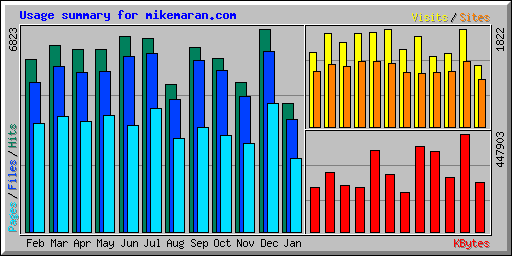 Usage summary for mikemaran.com
Visits/Sites
6823
1822
Pages/Files/Hits
447903
Feb Mar Apr May Jun Jul Aug Sep Oct Nov Dec Jan
KBytes